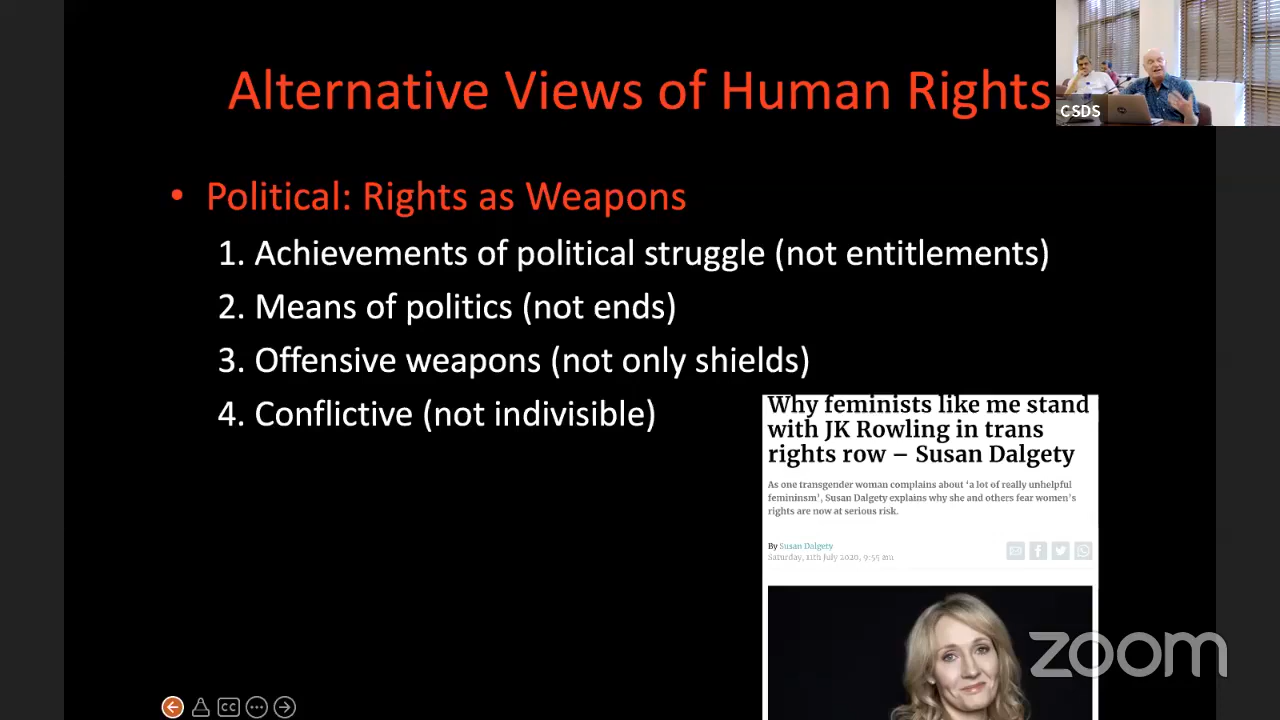 Alternative Views of Human Rights
CSDS
• Political: Rights as Weapons
1. Achievements of political struggle (not entitlements)
2. Means of politics (not ends)
3. Offensive weapons (not only shields)
4. Conflictive (not indivisible)
Why feminists like me stand
with JK Rowling in trans
rights row – Susan Dalgety
As one transgender woman complains about ‘a lot of really unhelpful
femininsm’, Susan Dalgety explains why she and others fear women's
rights are now at serious risk.
By Susan Dalgety
Saturday, 11th July 2020, 9:55 am
zoom
CC